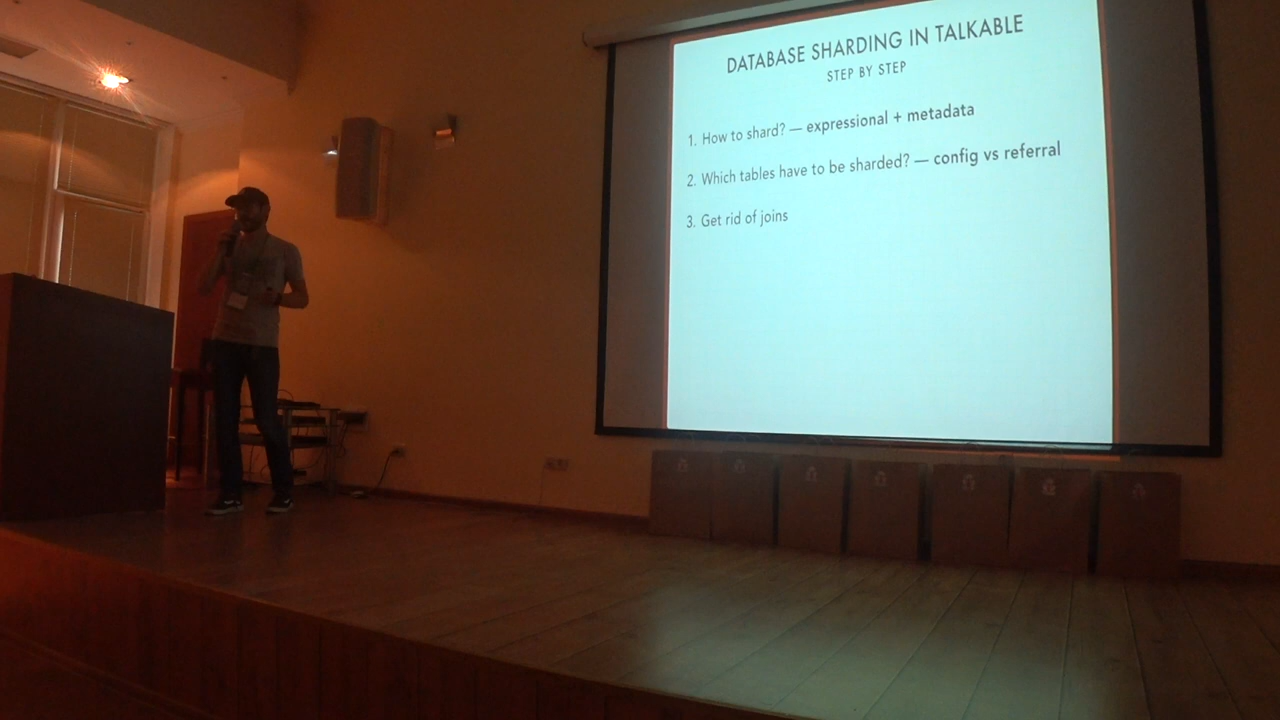 DATABASE SHARDING IN TALKABLE
STEP BY STEP
1. How to shard? — expressional + metadata
2. Which tables have to be sharded? — config vs referral
3. Get rid of joins